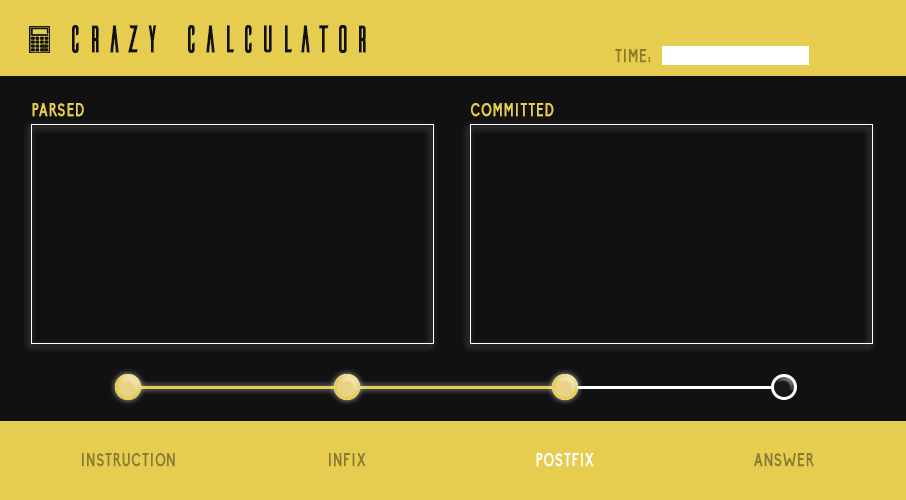 CRAZY CALCULATOR
TIME:
PARSED
COMMITTED
INSTRUCTION
INFIX
POSTFIX
ANSWER